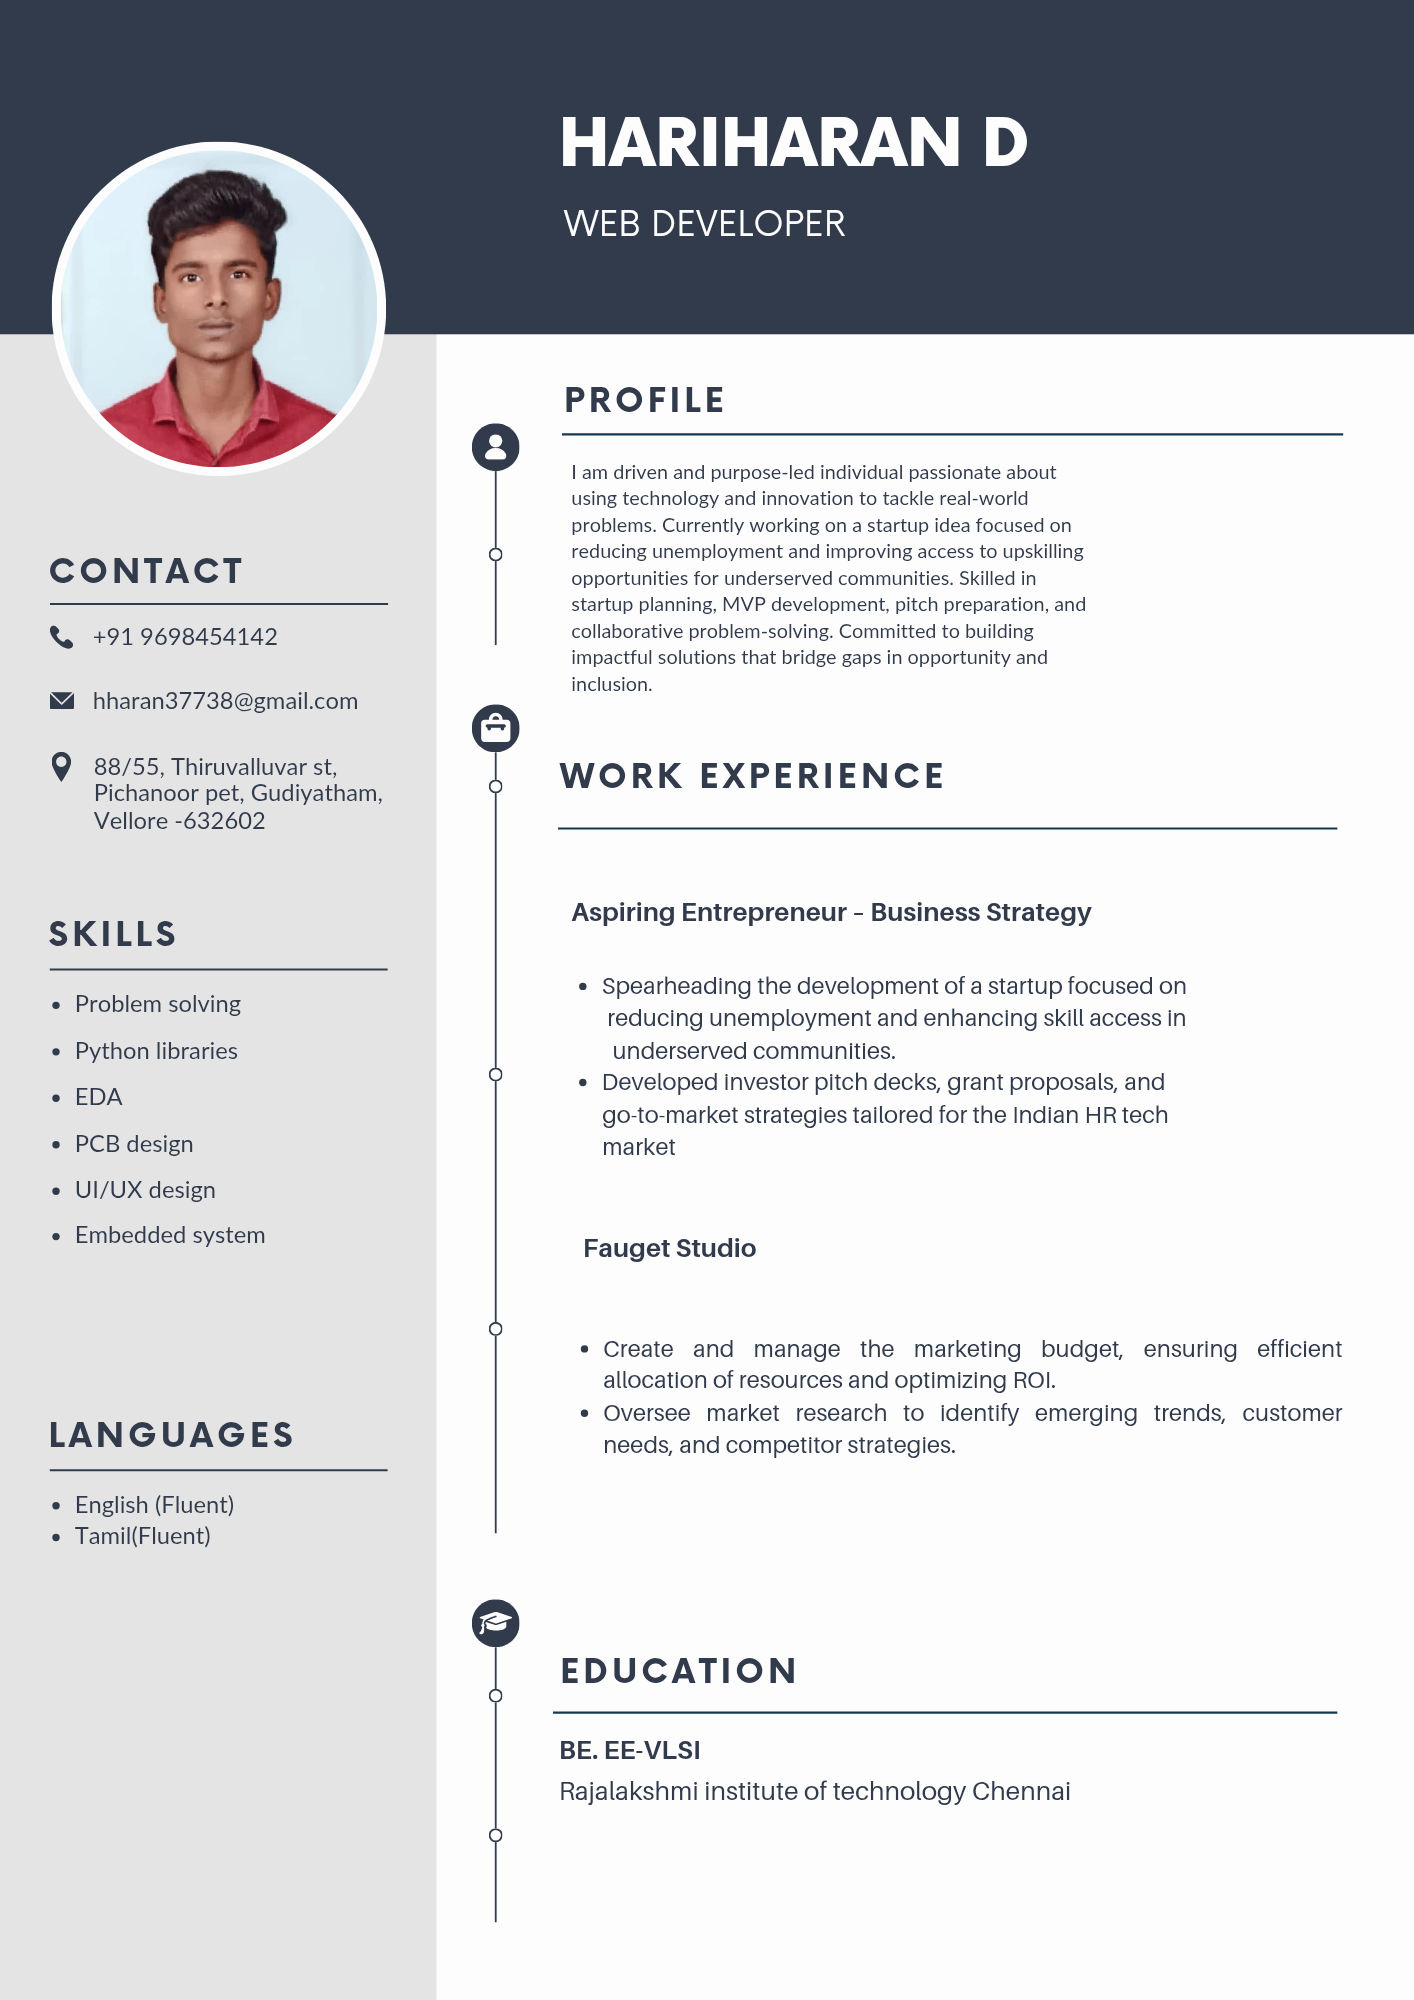 HARIHARAN D
WEB DEVELOPER
CONTACT
+91 9698454142
hharan37738@gmail.com
88/55, Thiruvalluvar st,
Pichanoor pet, Gudiyatham,
Vellore -632602
SKILLS
• Problem solving
• Python libraries
• EDA
• PCB design
• UI/UX design
• Embedded system
LANGUAGES
• English (Fluent)
• Tamil(Fluent)
PROFILE
I am driven and purpose-led individual passionate about
using technology and innovation to tackle real-world
problems. Currently working on a startup idea focused on
reducing unemployment and improving access to upskilling
opportunities for underserved communities. Skilled in
startup planning, MVP development, pitch preparation, and
collaborative problem-solving. Committed to building
impactful solutions that bridge gaps in opportunity and
inclusion.
WORK EXPERIENCE
Aspiring Entrepreneur – Business Strategy
• Spearheading the development of a startup focused on
reducing unemployment and enhancing skill access in
underserved communities.
• Developed investor pitch decks, grant proposals, and
go-to-market strategies tailored for the Indian HR tech
market
Fauget Studio
• Create and manage the marketing budget, ensuring efficient
allocation of resources and optimizing ROI.
• Oversee market research to identify emerging trends, customer
needs, and competitor strategies.
EDUCATION
BE. EE-VLSI
Rajalakshmi institute of technology Chennai